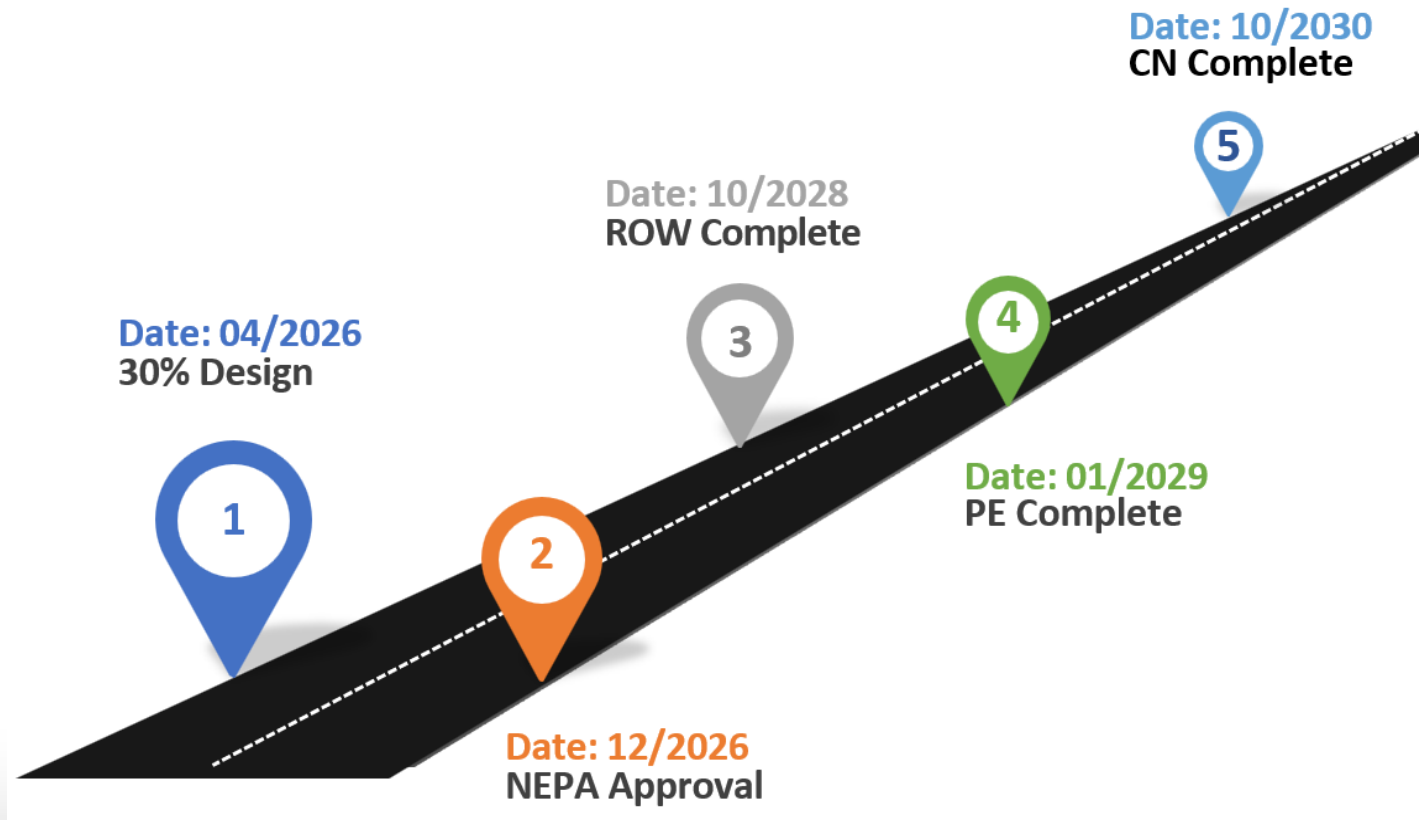 Date: 10/2030
CN Complete
5
Date: 10/2028
ROW Complete
3
4
Date: 04/2026
30% Design
1
Date: 01/2029
PE Complete
2
Date: 12/2026
NEPA Approval